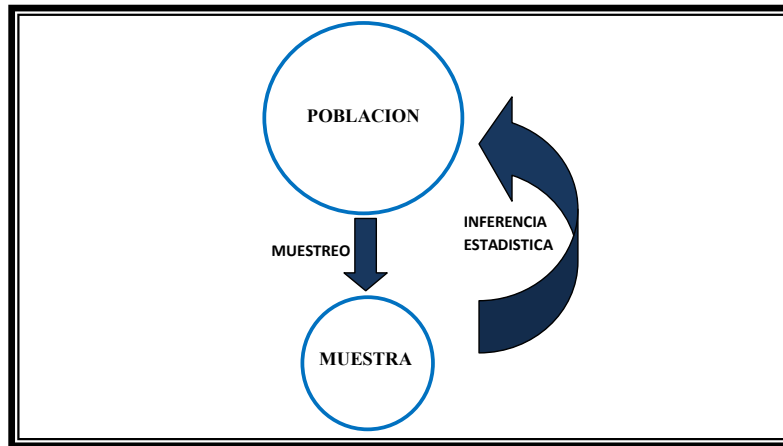 POBLACION
MUESTREO
INFERENCIA
ESTADISTICA
MUESTRA